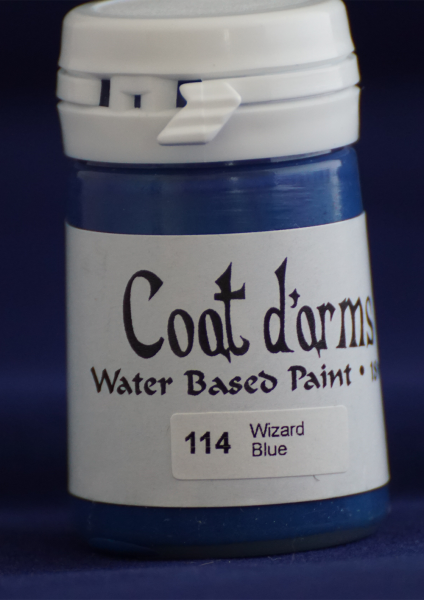 Coat d'arms
Water Based Paint •
114 Wizard
Blue